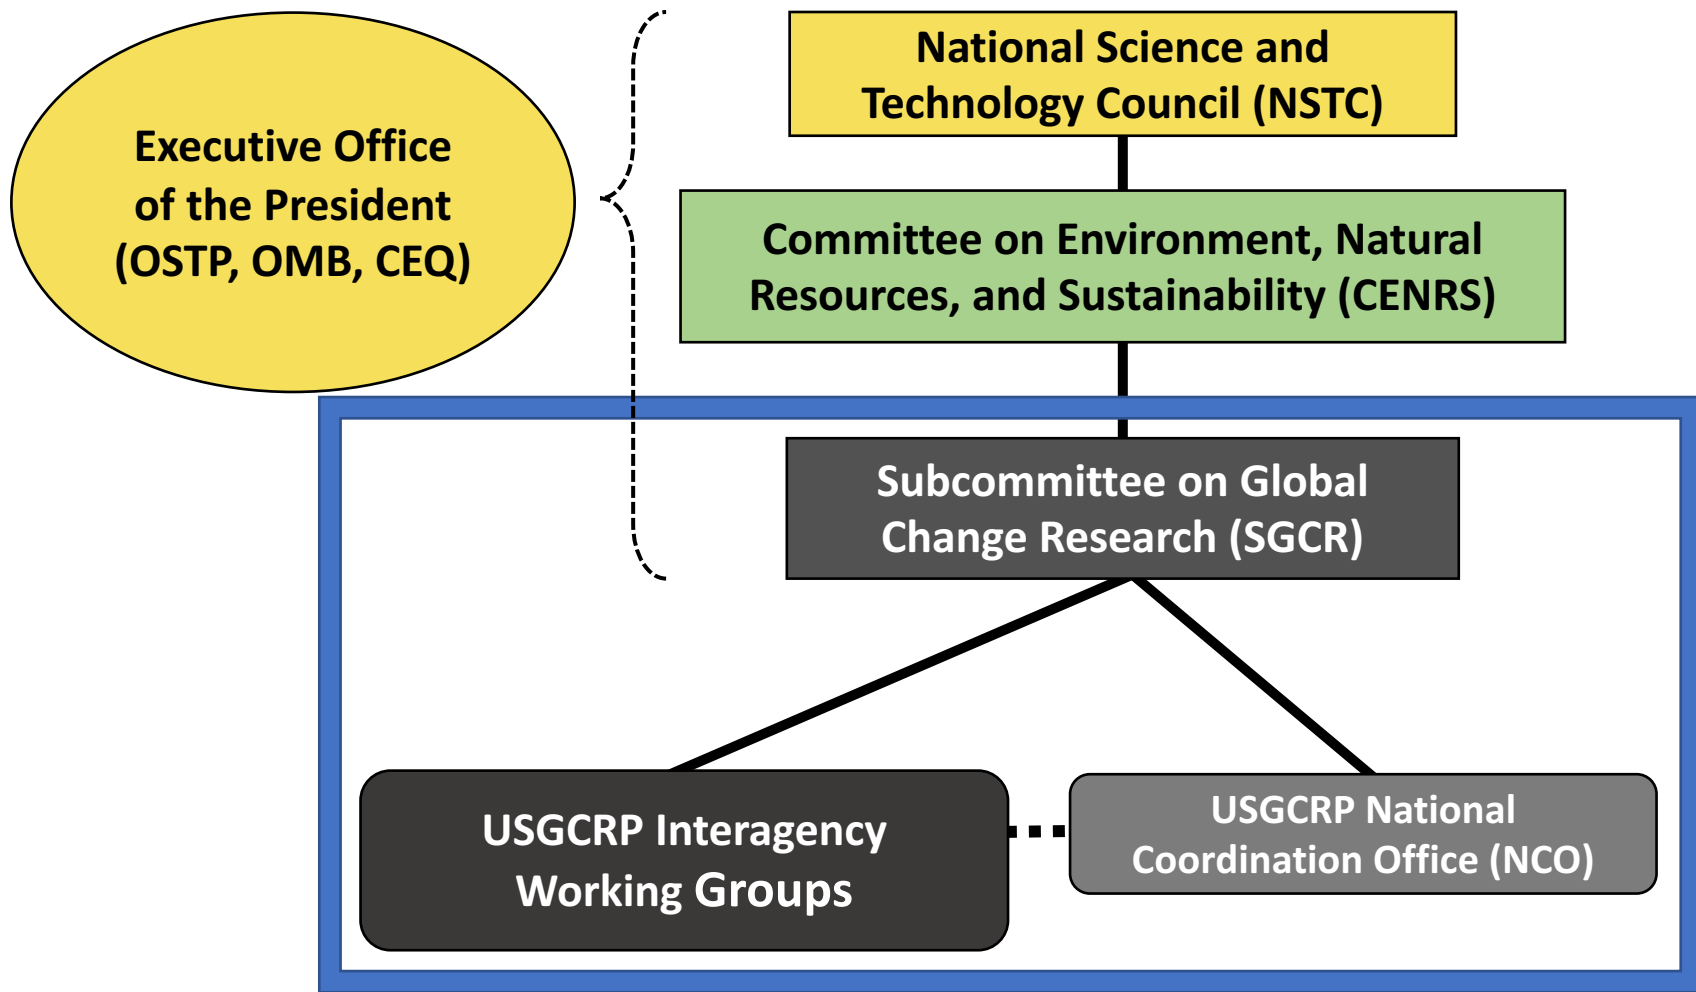 Executive Office
of the President
(OSTP, OMB, CEQ)
National Science and
Technology Council (NSTC)
Committee on Environment, Natural
Resources, and Sustainability (CENRS)
Subcommittee on Global
Change Research (SGCR)
USGCRP Interagency
Working Groups
USGCRP National
Coordination Office (NCO)